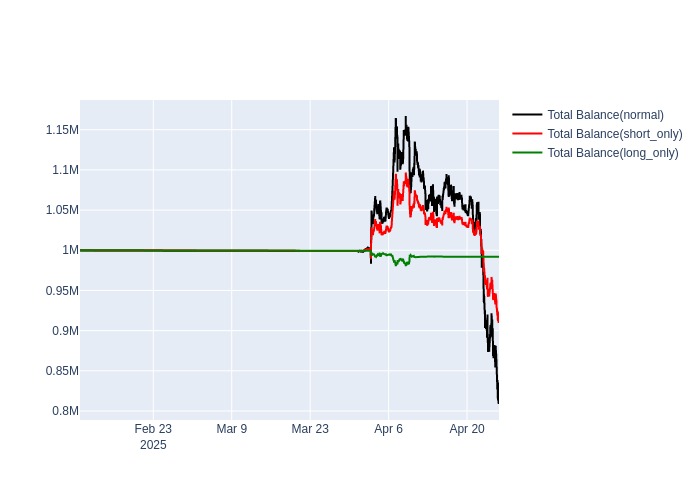 1.15M
1.1M
1.05M
1M
0.95M
0.9M
0.85M
0.8M
Feb 23
2025
Mar 9
Mar 23
Apr 6
Apr 20
Total Balance(normal)
Total Balance(short_only)
Total Balance(long_only)